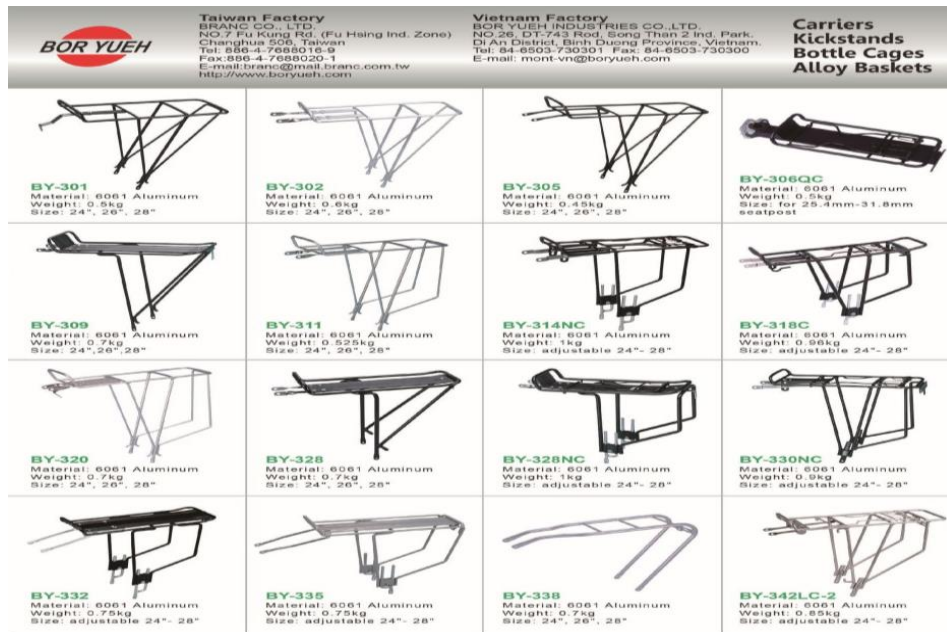 BOR YUEH
Taiwan Factory
BRANC CO., LTD.
NO.7 Fu Kung Rd. (Fu Hsing Ind. Zone)
Changhua 506, Taiwan
Tel: 886-4-7688016-9
Fax:886-4-7688020-1
E-mail:branc@mail.branc.com.tw
http://www.boryueh.com
Vietnam Factory
BOR YUEH INDUSTRIES CO.,LTD.
NO.26, DT-743 Rod, Song Than 2 Ind. Park.
Di An District, Binh Duong Province, Vietnam.
Tel: 84-6503-730301 Fax: 84-6503-730300
E-mail: mont-vn@boryueh.com
Carriers
Kickstands
Bottle Cages
Alloy Baskets
BY-301
Material: 6061 Aluminum
Weight: 0.5kg
Size: 24", 26", 28"
BY-302
Material: 6061 Aluminum
Weight: 0.6kg
Size: 24", 26", 28"
BY-305
Material: 6061 Aluminum
Weight: 0.45kg
Size: 24", 26", 28"
BY-306QC
Material: 6061 Aluminum
Weight: 0.5kg
Size: for 25.4mm-31.8mm
seatpost
BY-309
Material: 6061 Aluminum
Weight: 0.7kg
Size: 24",26",28"
BY-311
Material: 6061 Aluminum
Weight: 0.525kg
Size: 24", 26", 28"
BY-314NC
Material: 6061 Aluminum
Weight: 1kg
Size: adjustable 24"- 28"
BY-318C
Material: 6061 Aluminum
Weight: 0.96kg
Size: adjustable 24"- 28"
BY-320
Material: 6061 Aluminum
Weight: 0.7kg
Size: 24", 26", 28"
BY-328
Material: 6061 Aluminum
Weight: 0.7kg
Size: 24", 26", 28"
BY-328NC
Material: 6061 Aluminum
Weight: 1kg
Size: adjustable 24"- 28"
BY-330NC
Material: 6061 Aluminum
Weight: 0.9kg
Size: adjustable 24"- 28"
BY-332
Material: 6061 Aluminum
Weight: 0.75kg
Size: adjustable 24"- 28"
BY-335
Material: 6061 Aluminum
Weight: 0.75kg
Size: adjustable 24"- 28"
BY-338
Material: 6061 Aluminum
Weight: 0.7kg
Size: 24", 26", 28"
BY-342LC-2
Material: 6061 Aluminum
Weight: 0.85kg
Size: adjustable 24"- 28"